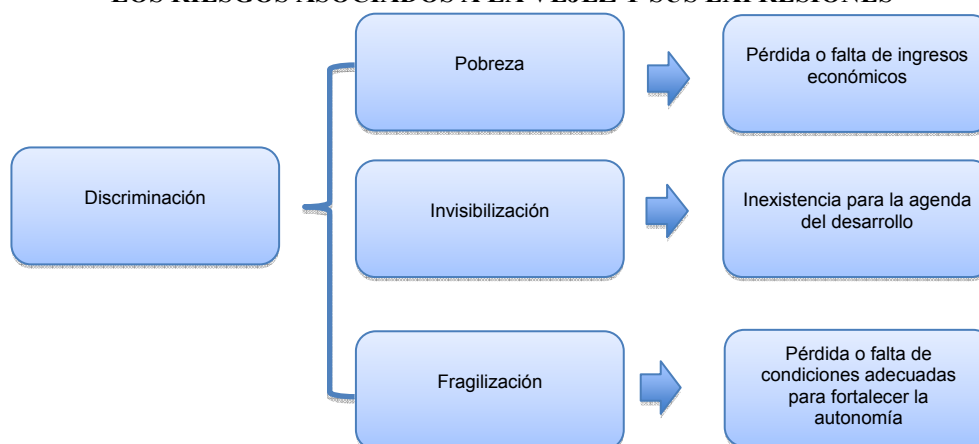 LOS RIESGOS ASOCIADOS A LA VEJEZ Y SUS EXPRESIONES
Pobreza
Pérdida o falta de ingresos
económicos
Discriminación
Invisibilización
Inexistencia para la agenda
del desarrollo
Fragilización
Pérdida o falta de
condiciones adecuadas
para fortalecer la
autonomía